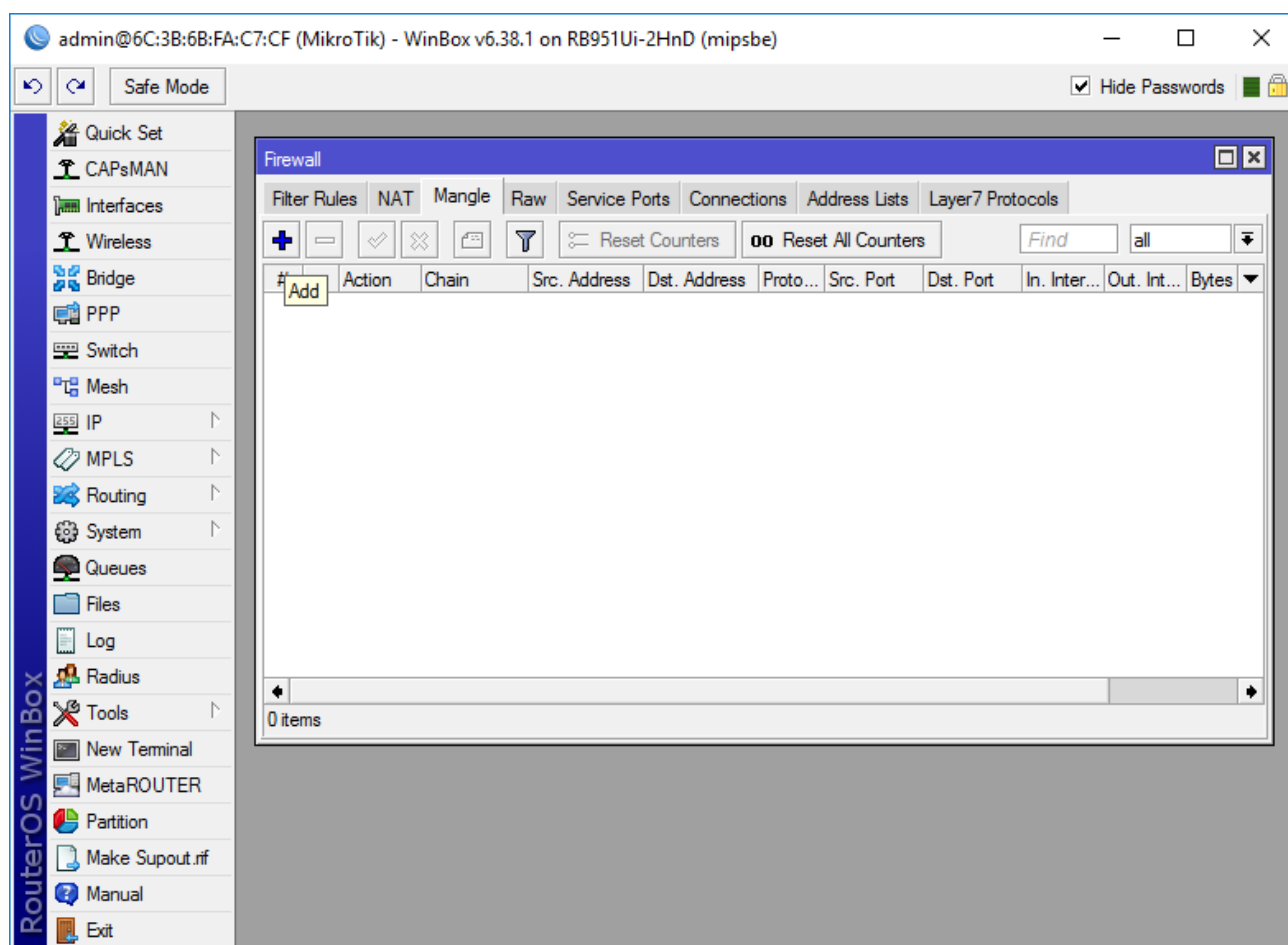 admin@6C:3B:6B:FA:C7:CF (MikroTik) - WinBox v6.38.1 on RB951Ui-2HnD (mipsbe)
Safe Mode
Hide Passwords
Quick Set
CAPsMAN
Interfaces
Wireless
Bridge
PPP
Switch
Mesh
255 IP
MPLS
Routing
System
Queues
Files
Log
Radius
Tools
New Terminal
MetaROUTER
Partition
Make Supout.rif
Manual
Exit
RouterOS WinBox
Firewall
Filter Rules NAT Mangle Raw Service Ports Connections Address Lists Layer7 Protocols
Reset Counters 00 Reset All Counters Find all
# Action Chain Src. Address Dst. Address Proto... Src. Port Dst. Port In. Inter... Out. Int... Bytes
Add
0 items